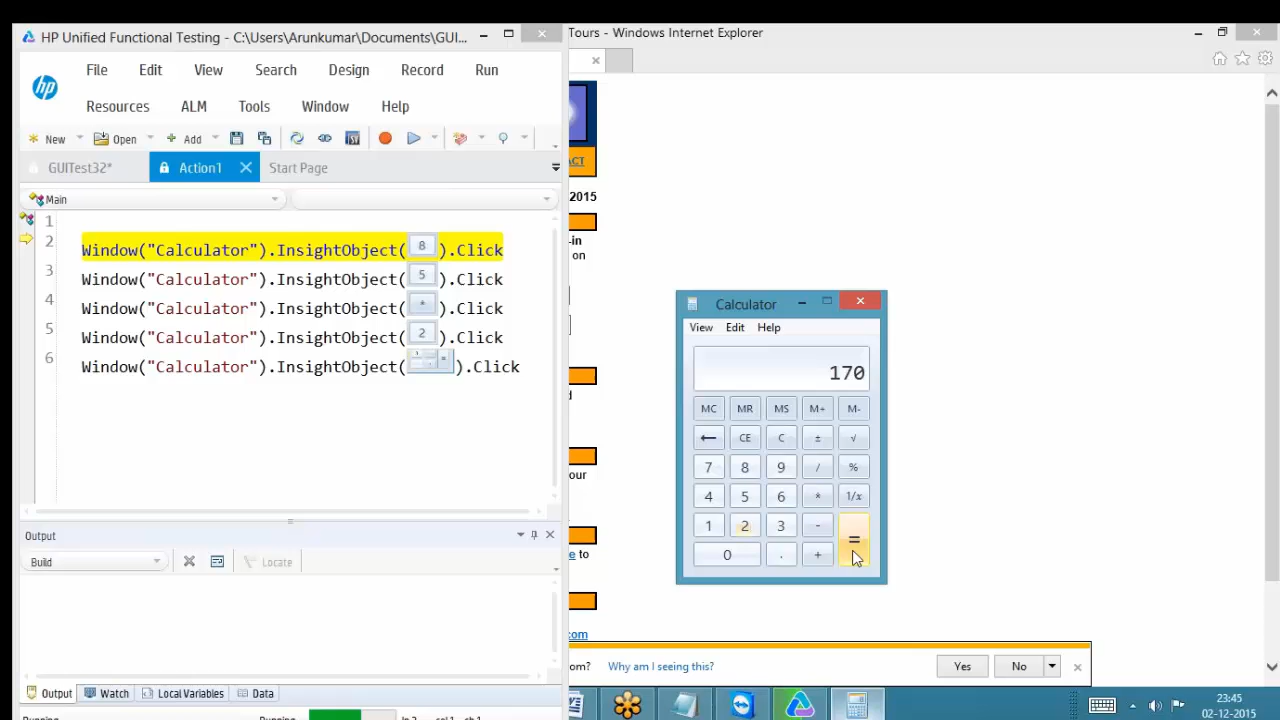 HP Unified Functional Testing - C:\Users\Arunkumar\Documents\GUI...
File Edit View Search Design Record Run
Resources ALM Tools Window Help
New Open Add
GUITest32* Action1 Start Page
Main
1
2 Window("Calculator").InsightObject( 8 ).Click
3 Window("Calculator").InsightObject( 5 ).Click
4 Window("Calculator").InsightObject( * ).Click
5 Window("Calculator").InsightObject( 2 ).Click
6 Window("Calculator").InsightObject( = ).Click
Output
Build Locate
Output Watch Local Variables Data
Tours - Windows Internet Explorer
2015
on
your
to
com
Calculator
View Edit Help
170
MC MR MS M+ M-
← CE C ± √
7 8 9 / %
4 5 6 * 1/x
1 2 3 - =
0 . +
om? Why am I seeing this? Yes No
23:45
02-12-2015